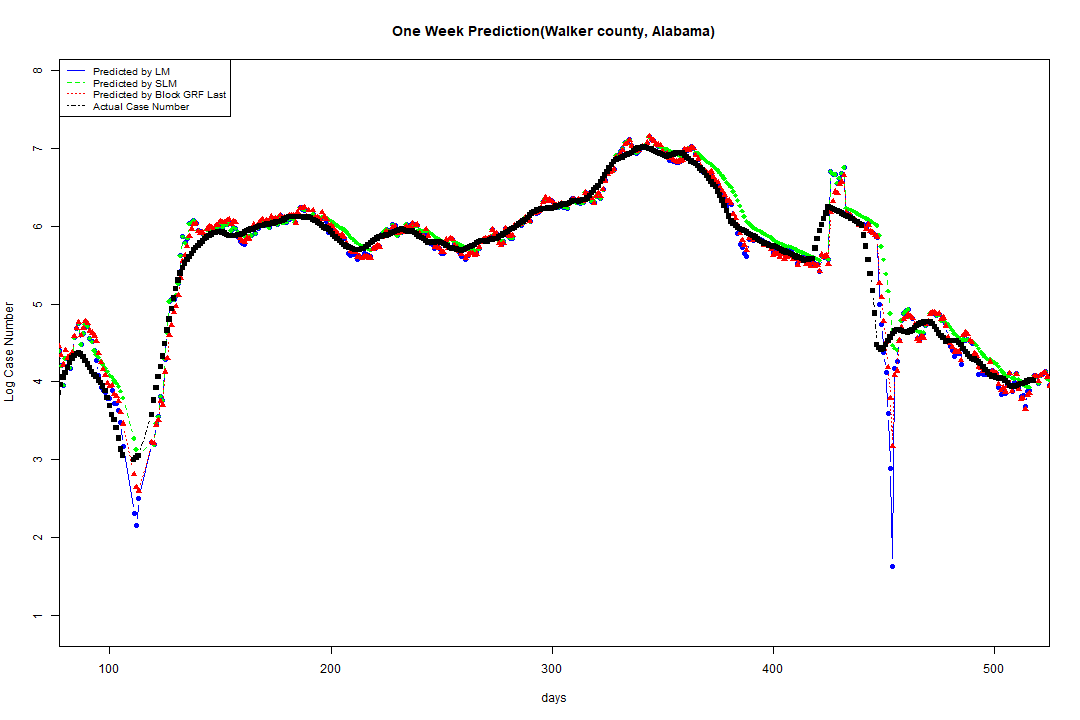 One Week Prediction(Walker county, Alabama)
Predicted by LM
Predicted by SLM
Predicted by Block GRF Last
Actual Case Number
8
7
6
5
4
3
2
1
Log Case Number
100 200 300 400 500
days